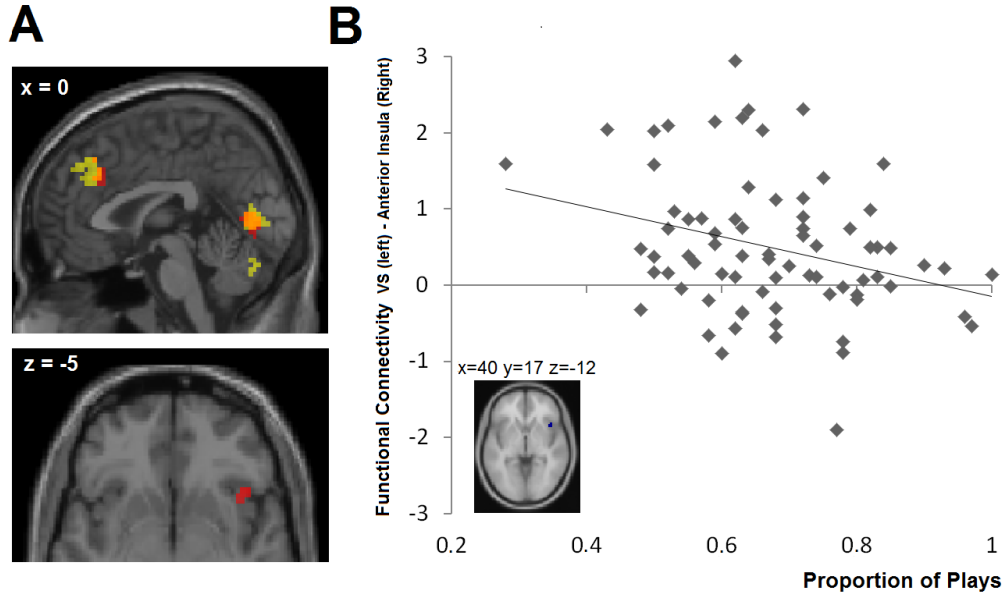 A
B
x = 0
z = -5
Functional Connectivity VS (left) - Anterior Insula (Right)
3
2
1
0
-1
-2
-3
x=40 y=17 z=-12
0.2
0.4
0.6
0.8
1
Proportion of Plays